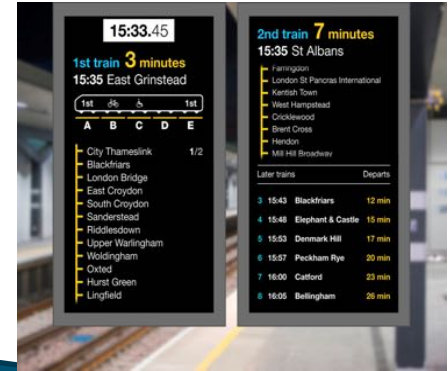 15:33.45
1st train 3 minutes
15:35 East Grinstead
1st 1st
A B C D E
City Thameslink 1/2
Blackfriars
London Bridge
East Croydon
South Croydon
Sanderstead
Riddlesdown
Upper Warlingham
Woldingham
Oxted
Hurst Green
Lingfield
2nd train 7 minutes
15:35 St Albans
Farringdon
London St Pancras International
Kentish Town
West Hampstead
Cricklewood
Brent Cross
Hendon
Mill Hill Broadway
Later trains Departs
3 15:43 Blackfriars 12 min
4 15:48 Elephant & Castle 15 min
5 15:53 Denmark Hill 17 min
6 15:57 Peckham Rye 20 min
7 16:00 Catford 23 min
8 16:05 Bellingham 26 min